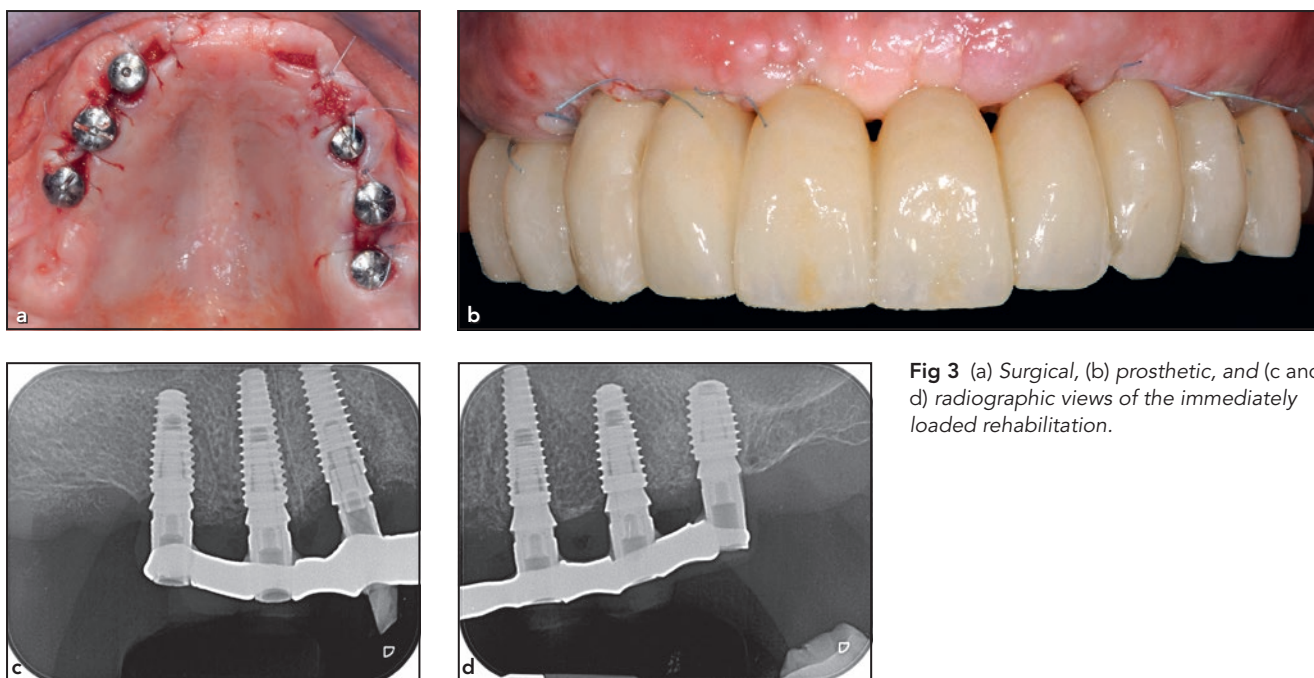 a
b
c
d
Fig 3 (a) Surgical, (b) prosthetic, and (c and
d) radiographic views of the immediately
loaded rehabilitation.